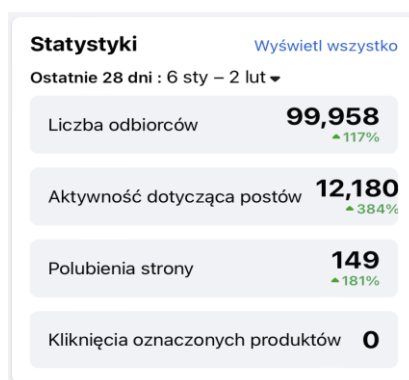 Statystyki Wyświetl wszystko
Ostatnie 28 dni : 6 sty – 2 lut
Liczba odbiorców 99,958
117%
Aktywność dotycząca postów 12,180
384%
Polubienia strony 149
181%
Kliknięcia oznaczonych produktów 0